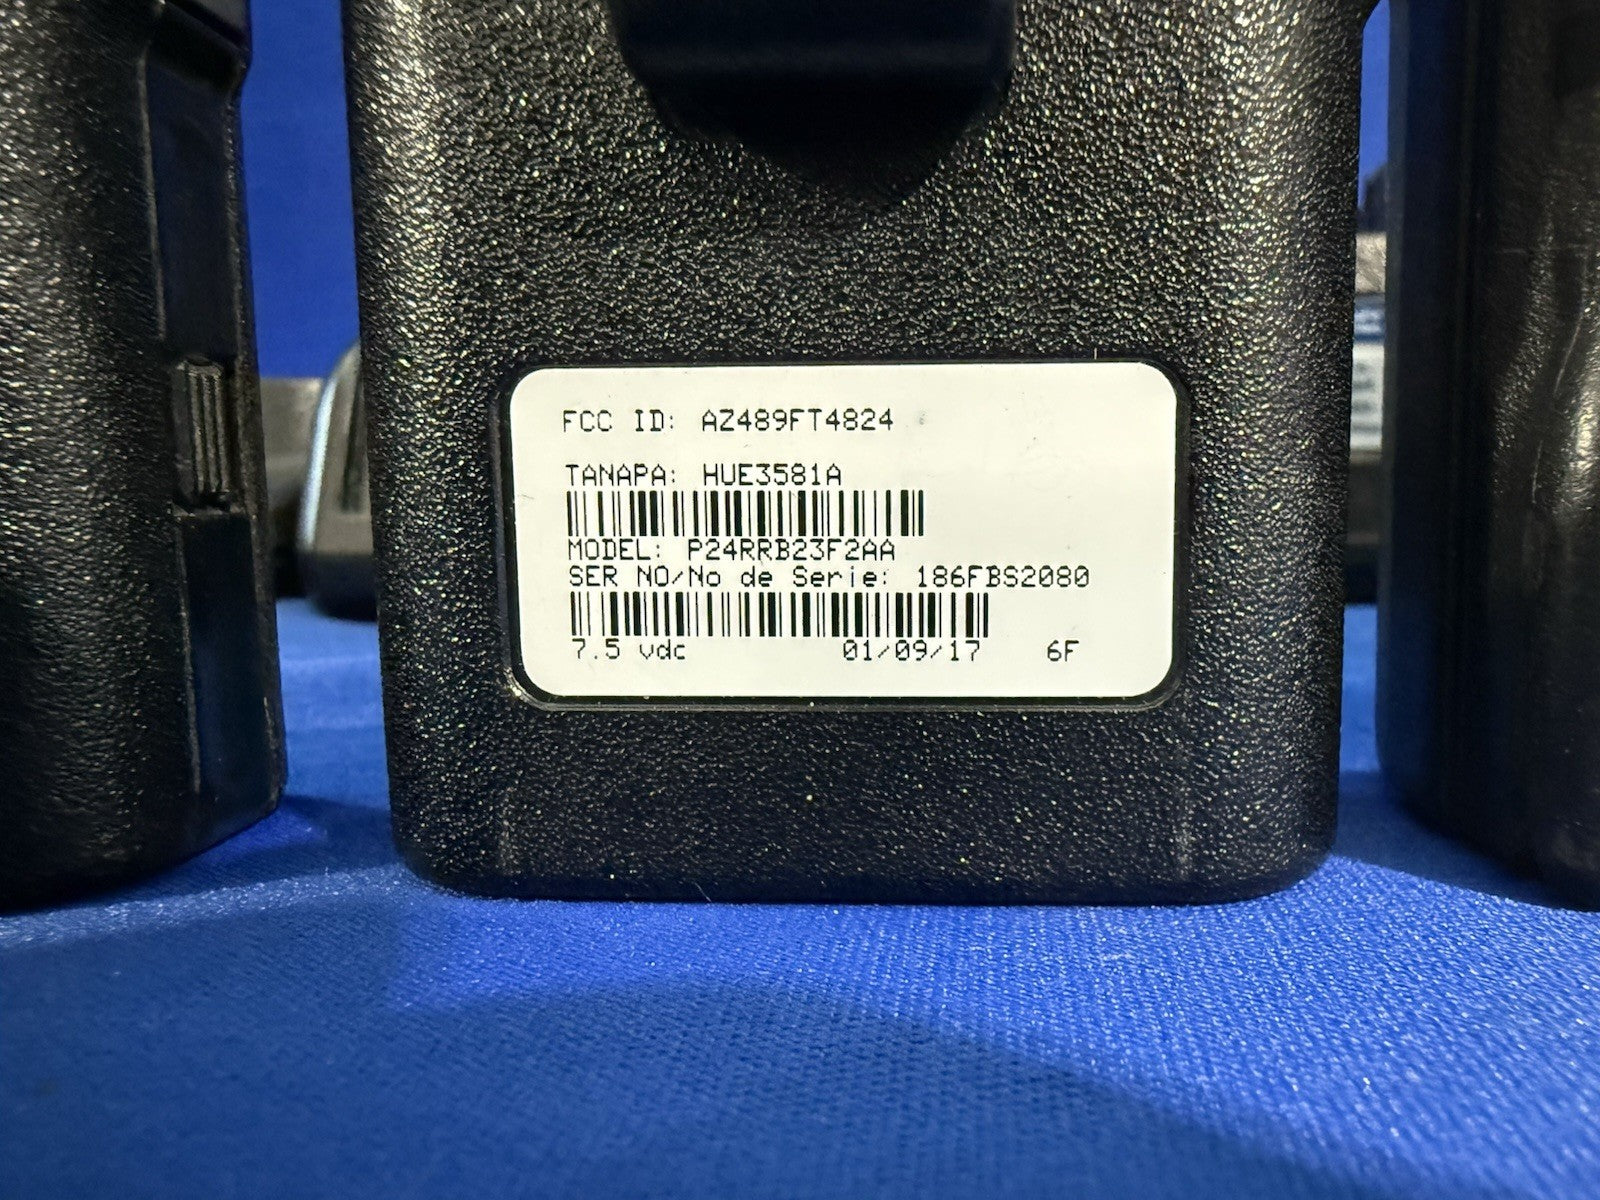 FCC ID: AZ489FT4824
TANAPA: HUE3581A
MODEL: P24RRB23F2AA
SER NO/No de Serie: 186FBS2080
7.5 vdc 01/09/17 6F